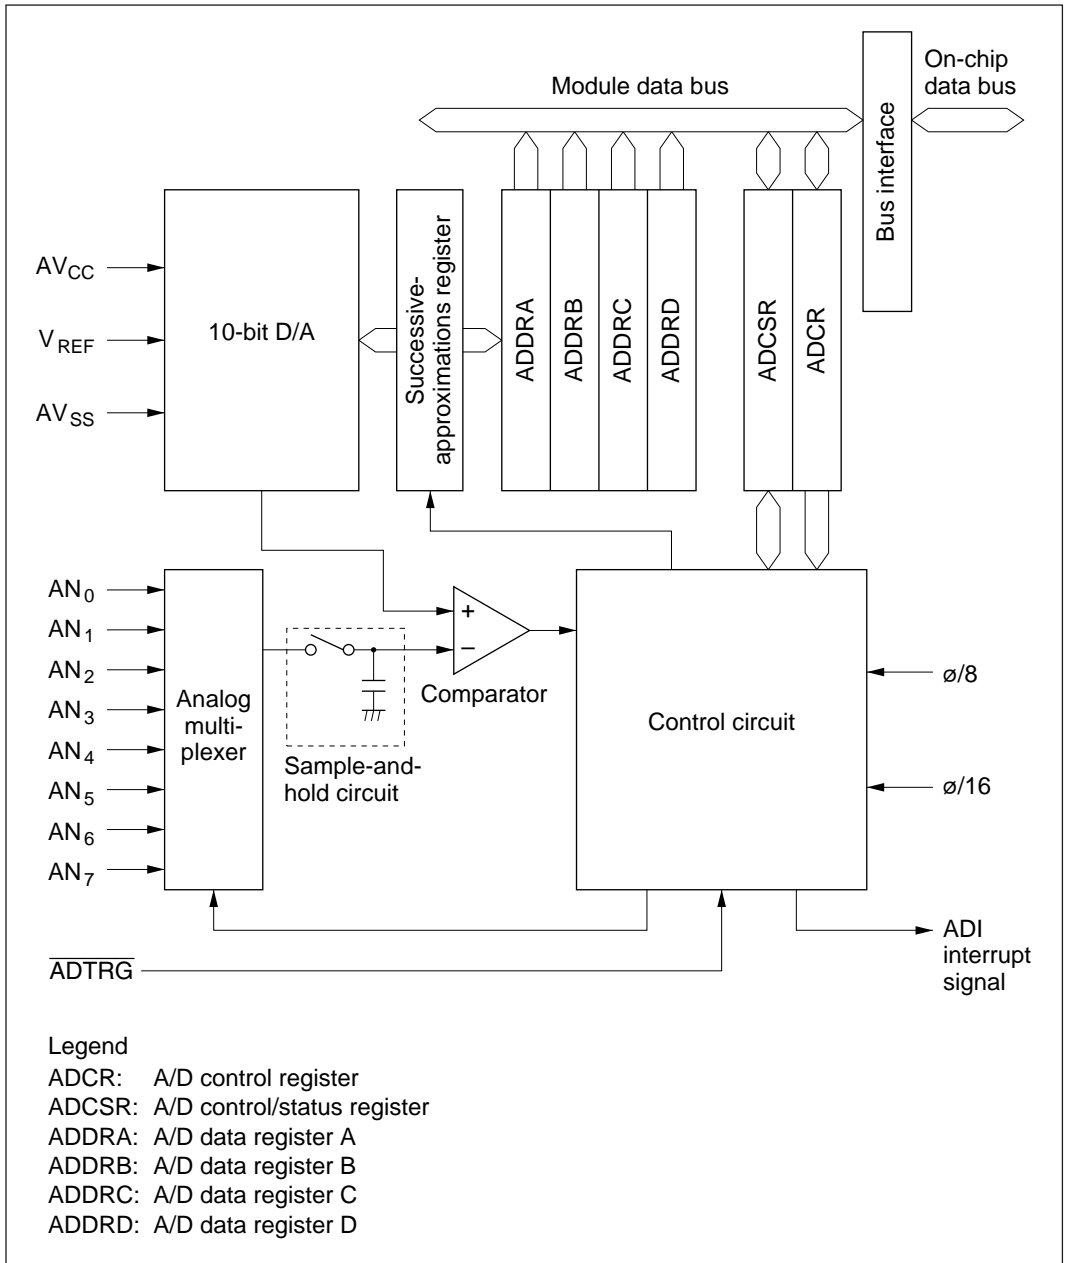 On-chip
data bus
Module data bus
Bus interface
AVCC
VREF
AVSS
10-bit D/A
Successive-
approximations register
ADDRA
ADDRB
ADDRC
ADDRD
ADCSR
ADCR
AN0
AN1
AN2
AN3
AN4
AN5
AN6
AN7
Analog
multi-
plexer
Sample-and-
hold circuit
+
−
Comparator
Control circuit
ø/8
ø/16
ADI
interrupt
signal
ADTRG
Legend
ADCR: A/D control register
ADCSR: A/D control/status register
ADDRA: A/D data register A
ADDRB: A/D data register B
ADDRC: A/D data register C
ADDRD: A/D data register D